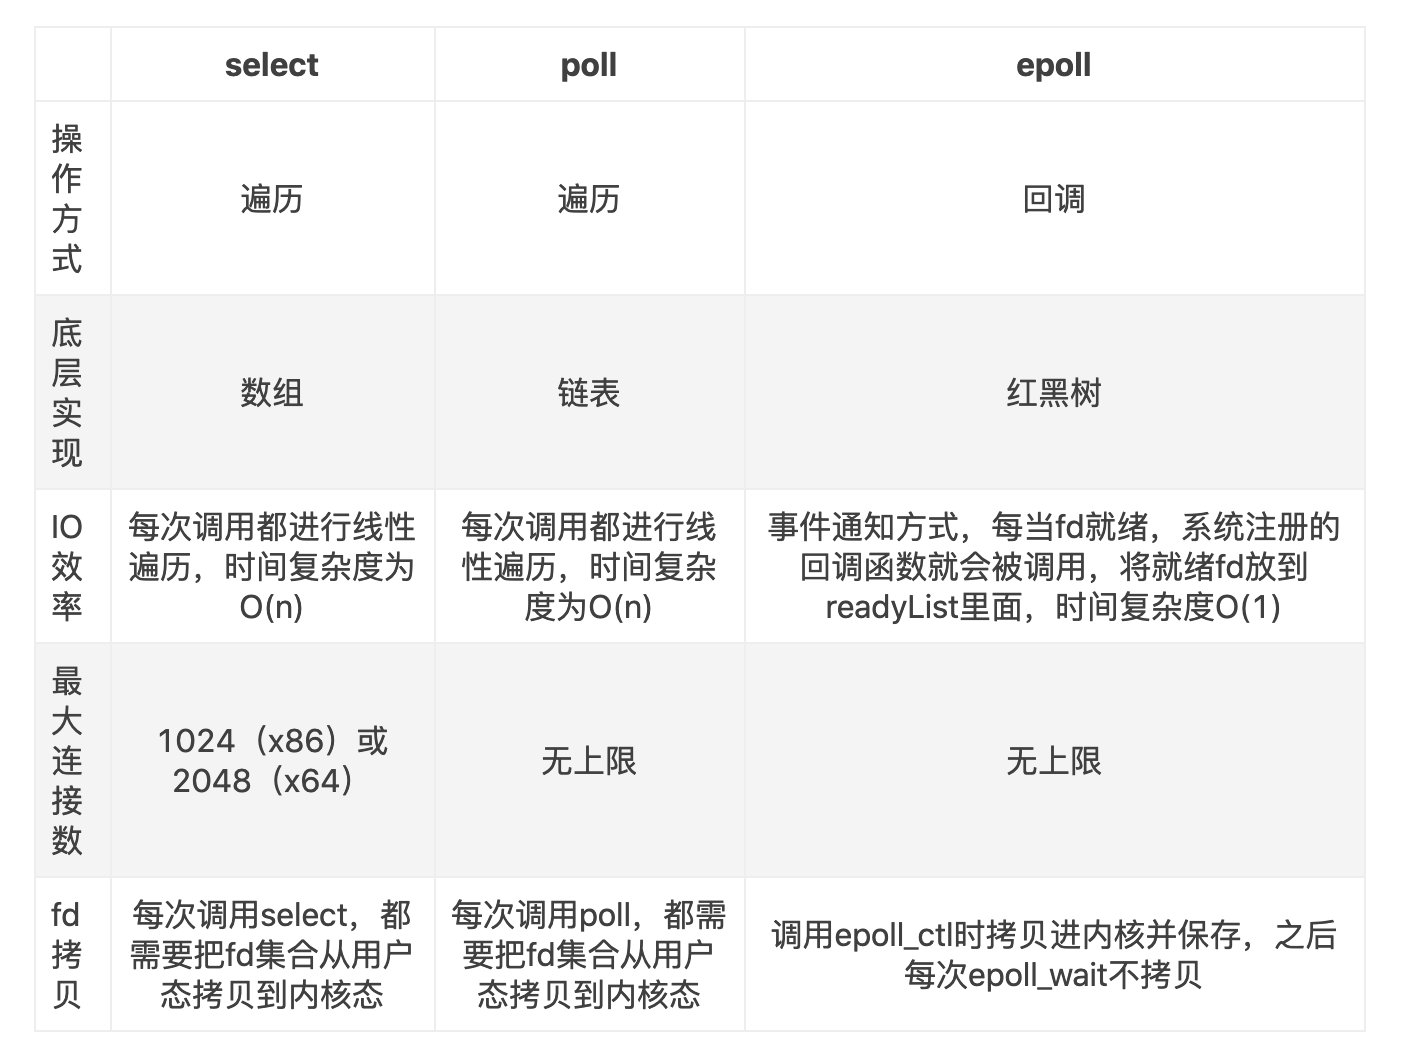 select
poll
epoll
操
作
方
式
遍历
遍历
回调
底
层
实
现
数组
链表
红黑树
IO
效
率
每次调用都进行线性
遍历，时间复杂度为
O(n)
每次调用都进行线
性遍历，时间复杂
度为O(n)
事件通知方式，每当fd就绪，系统注册的
回调函数就会被调用，将就绪fd放到
readyList里面，时间复杂度O(1)
最
大
连
接
数
1024（x86）或
2048（x64）
无上限
无上限
fd
拷
贝
每次调用select，都
需要把fd集合从用户
态拷贝到内核态
每次调用poll，都需
要把fd集合从用户
态拷贝到内核态
调用epoll_ctl时拷贝进内核并保存，之后
每次epoll_wait不拷贝